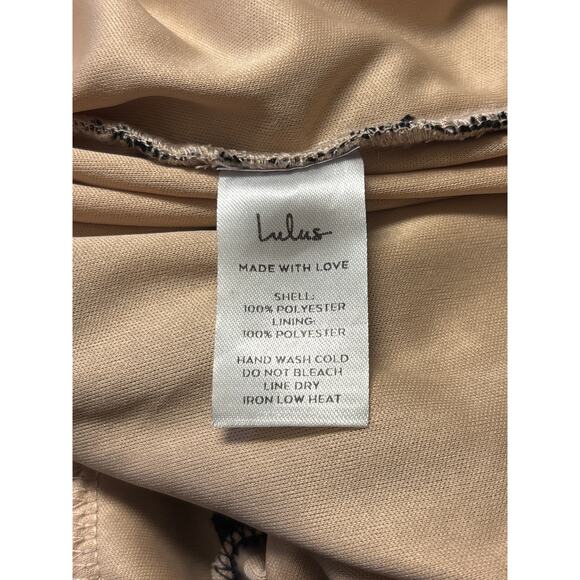 Lulus
MADE WITH LOVE
SHELL:
100% POLYESTER
LINING:
100% POLYESTER
HAND WASH COLD
DO NOT BLEACH
LINE DRY
IRON LOW HEAT